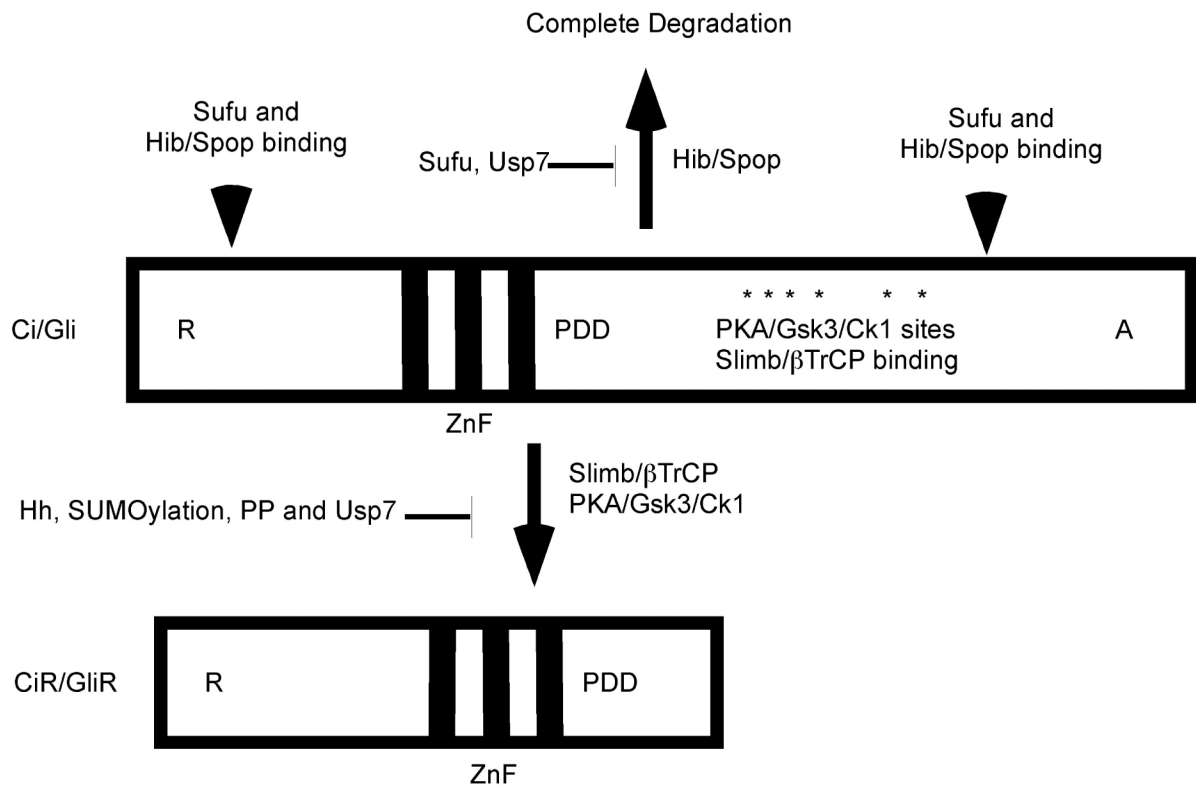 Complete Degradation
Sufu and
Hib/Spop binding
Sufu, Usp7
Hib/Spop
Sufu and
Hib/Spop binding
Ci/Gli
R
PDD
* * * * * *
PKA/Gsk3/Ck1 sites
Slimb/βTrCP binding
A
ZnF
Hh, SUMOylation, PP and Usp7
Slimb/βTrCP
PKA/Gsk3/Ck1
CiR/GliR
R
PDD
ZnF